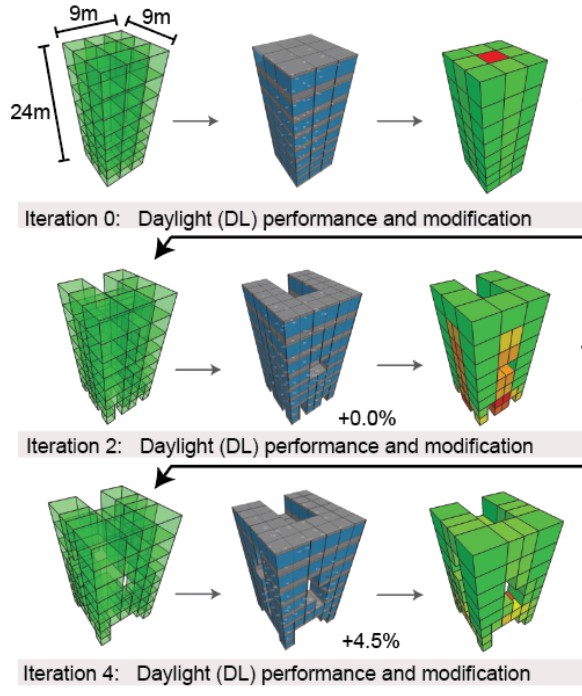 9m 9m
24m
Iteration 0: Daylight (DL) performance and modification
+0.0%
Iteration 2: Daylight (DL) performance and modification
+4.5%
Iteration 4: Daylight (DL) performance and modification